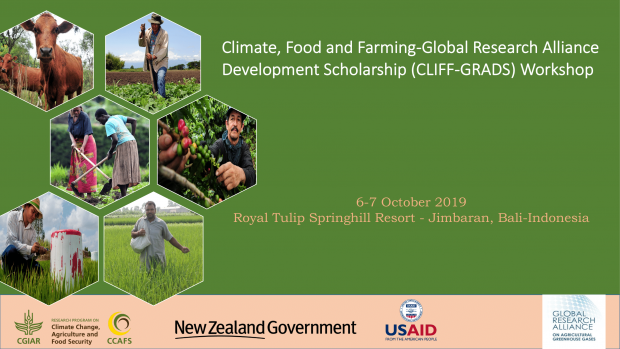 Climate, Food and Farming-Global Research Alliance
Development Scholarship (CLIFF-GRADS) Workshop
6-7 October 2019
Royal Tulip Springhill Resort - Jimbaran, Bali-Indonesia
CGIAR
RESEARCH PROGRAM ON
Climate Change,
Agriculture and
Food Security
CCAFS
New Zealand Government
USAID
FROM THE AMERICAN PEOPLE
GLOBAL
RESEARCH
ALLIANCE
ON AGRICULTURAL
GREENHOUSE GASES